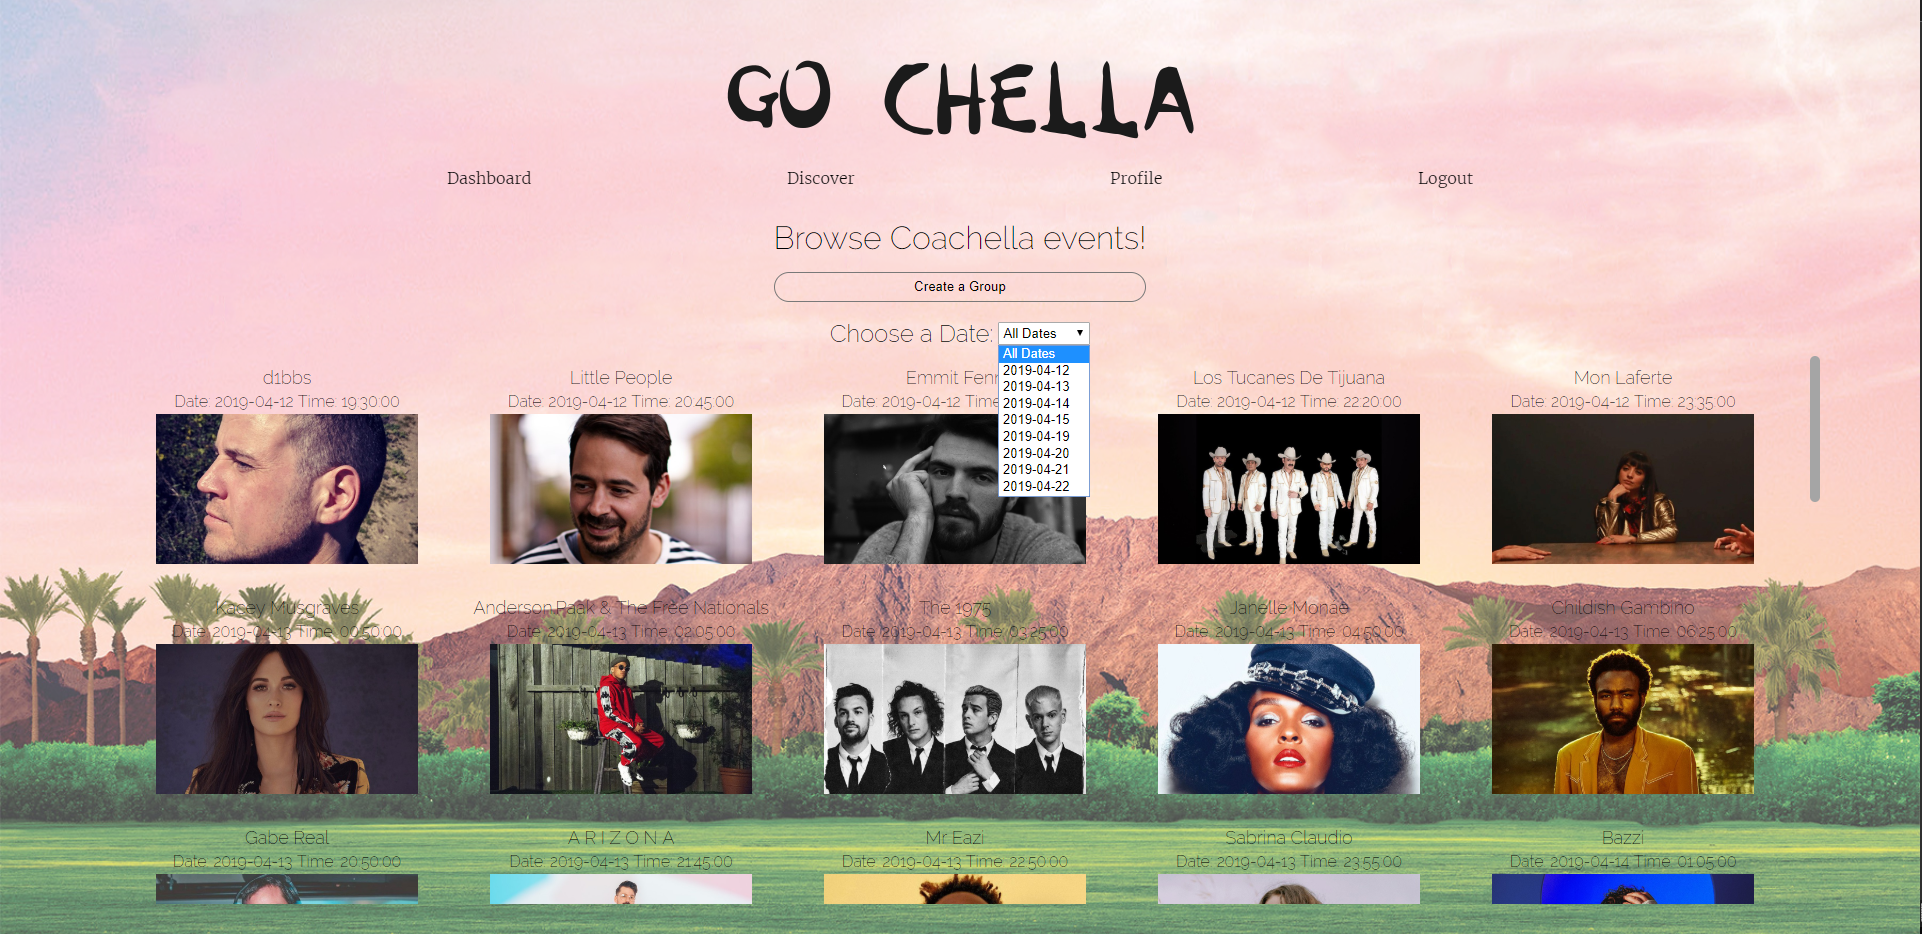 GO CHELLA
Dashboard Discover Profile Logout
Browse Coachella events!
Create a Group
Choose a Date: All Dates
All Dates
2019-04-12
2019-04-13
2019-04-14
2019-04-15
2019-04-19
2019-04-20
2019-04-21
2019-04-22
d1bbs
Date: 2019-04-12 Time: 19:30:00
Little People
Date: 2019-04-12 Time: 20:45:00
Emmit
Date: 2019-04-12 Time:
Los Tucanes De Tijuana
Date: 2019-04-12 Time: 22:20:00
Mon Laferte
Date: 2019-04-12 Time: 23:35:00
Kacey Musgraves
Date: 2019-04-13 Time: 00:50:00
Anderson.Paak & The Free Nationals
Date: 2019-04-13 Time: 02:05:00
The 1975
Date: 2019-04-13 Time: 03:25:00
Janelle Monae
Date: 2019-04-13 Time: 04:50:00
Childish Gambino
Date: 2019-04-13 Time: 06:25:00
Gabe Real
Date: 2019-04-13 Time: 20:50:00
A R I Z O N A
Date: 2019-04-13 Time: 21:45:00
Mr Eazi
Date: 2019-04-13 Time: 22:50:00
Sabrina Claudio
Date: 2019-04-13 Time: 23:55:00
Bazzi
Date: 2019-04-14 Time: 01:05:00